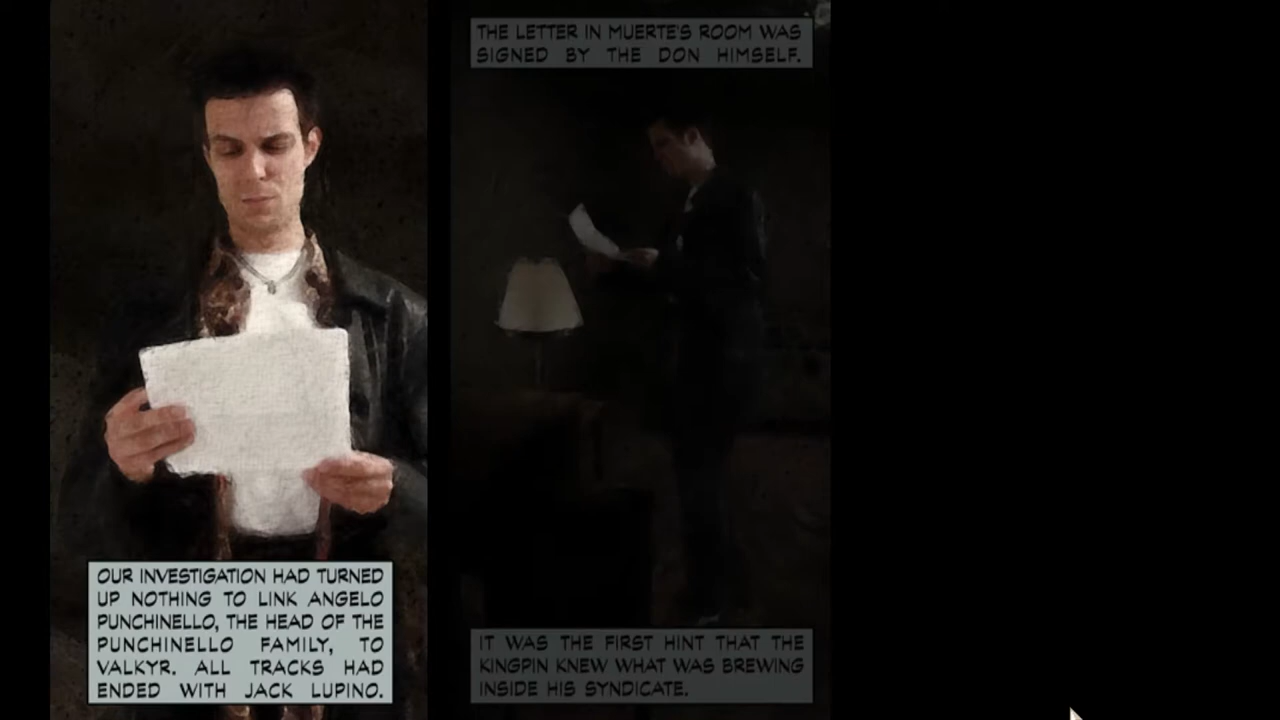 OUR INVESTIGATION HAD TURNED
UP NOTHING TO LINK ANGELO
PUNCHINELLO, THE HEAD OF THE
PUNCHINELLO FAMILY, TO
VALKYR. ALL TRACKS HAD
ENDED WITH JACK LUPINO.
THE LETTER IN MUERTE'S ROOM WAS
SIGNED BY THE DON HIMSELF.
IT WAS THE FIRST HINT THAT THE
KINGPIN KNEW WHAT WAS BREWING
INSIDE HIS SYNDICATE.